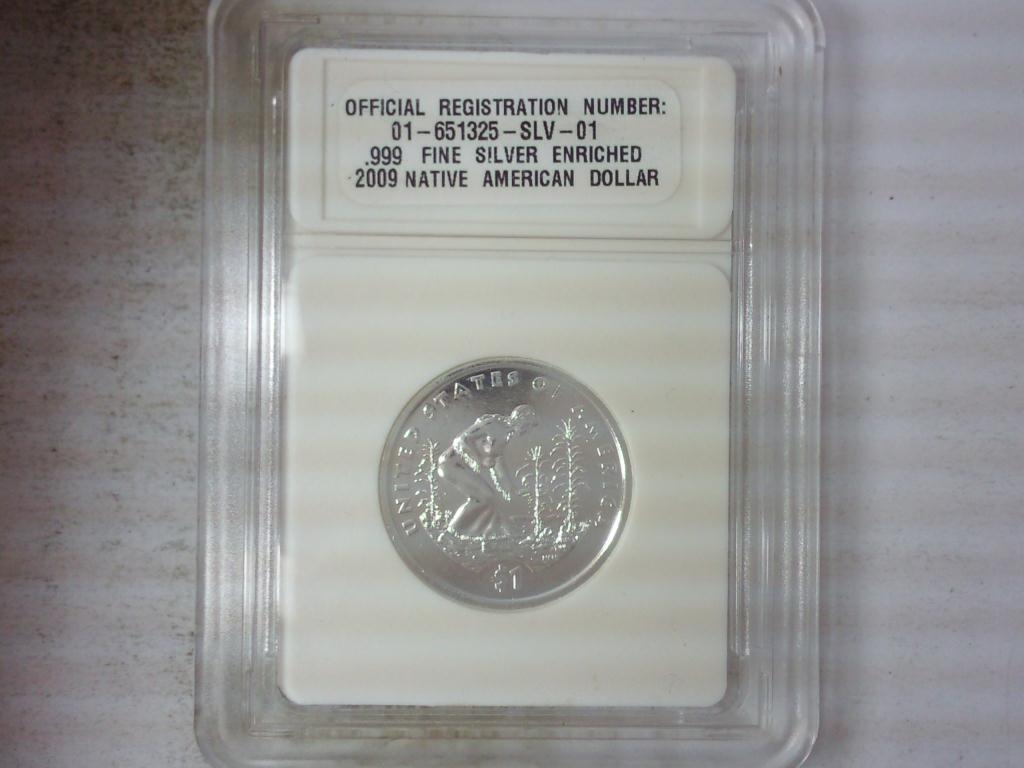 OFFICIAL REGISTRATION NUMBER:
01-651325-SLV-01
.999 FINE SILVER ENRICHED
2009 NATIVE AMERICAN DOLLAR
UNITED STATES OF AMERICA
$1